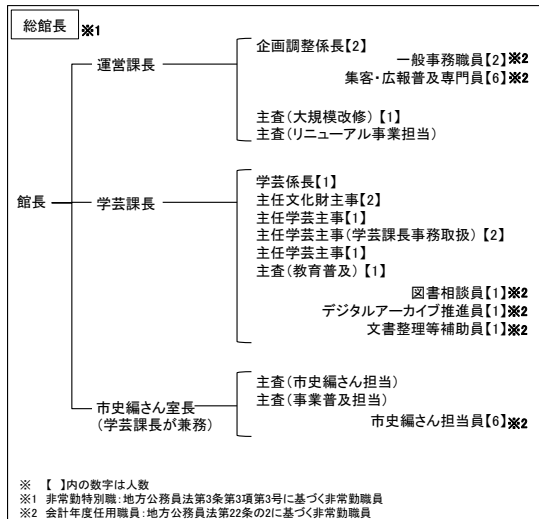 総館長 ※1
運営課長
企画調整係長【2】
一般事務職員【2】※2
集客・広報普及専門員【6】※2
主査（大規模改修）【1】
主査（リニューアル事業担当）
館長
学芸課長
学芸係長【1】
主任文化財主事【2】
主任学芸主事【1】
主任学芸主事（学芸課長事務取扱）【2】
主任学芸主事【1】
主査（教育普及）【1】
図書相談員【1】※2
デジタルアーカイブ推進員【1】※2
文書整理等補助員【1】※2
市史編さん室長
（学芸課長が兼務）
主査（市史編さん担当）
主査（事業普及担当）
市史編さん担当員【6】※2
※ 【 】内の数字は人数
※1 非常勤特別職：地方公務員法第3条第3項第3号に基づく非常勤職員
※2 会計年度任用職員：地方公務員法第22条の2に基づく非常勤職員